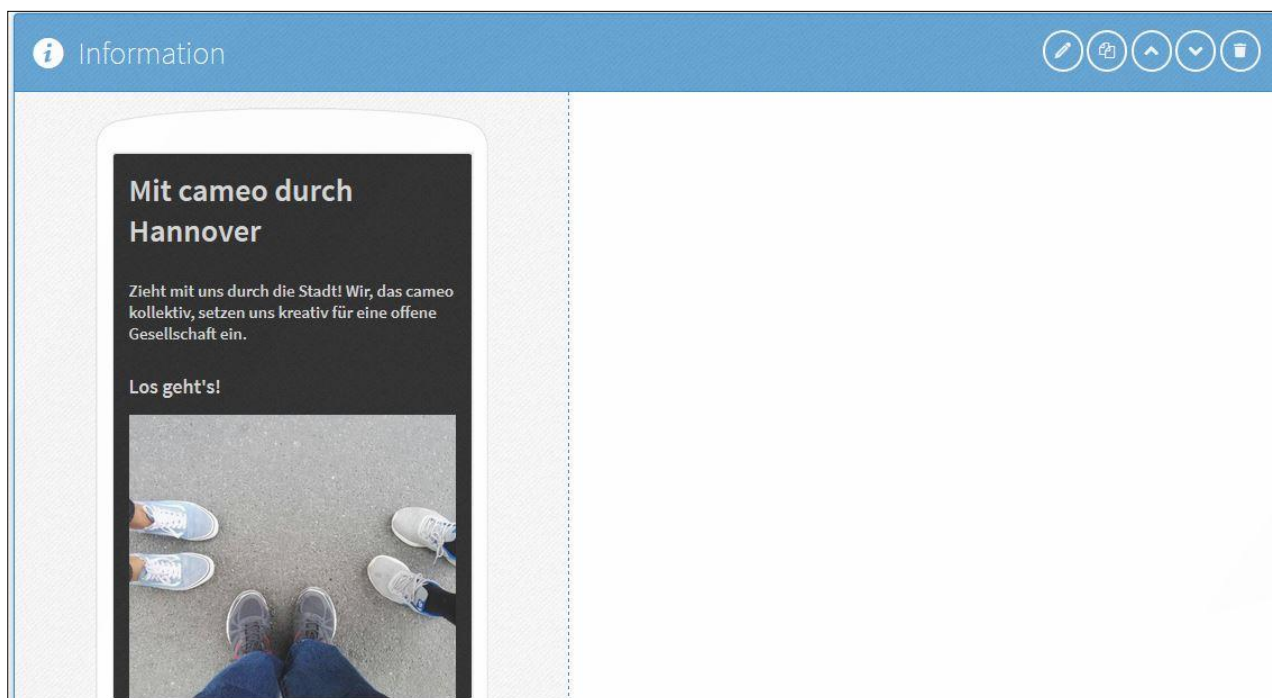 Information
Mit cameo durch
Hannover
Zieht mit uns durch die Stadt! Wir, das cameo
kollektiv, setzen uns kreativ für eine offene
Gesellschaft ein.
Los geht's!